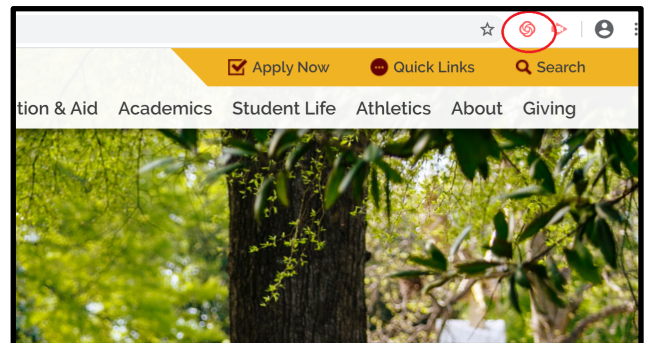 Apply Now Quick Links Search
tion & Aid Academics Student Life Athletics About Giving